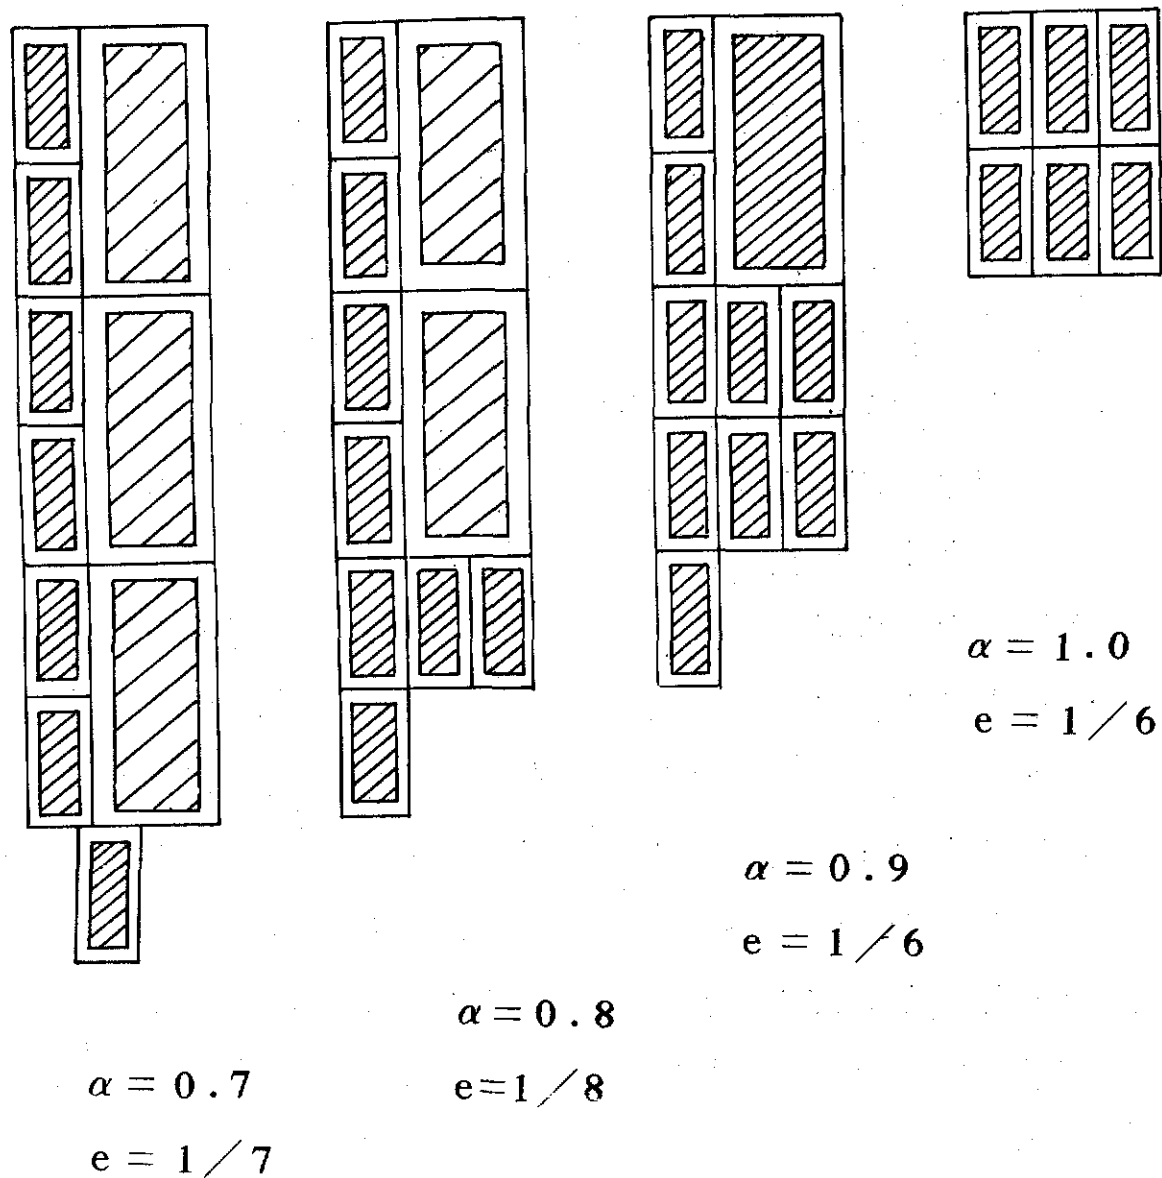 α = 1.0
e = 1/6
α = 0.9
e = 1/6
α = 0.8
e=1/8
α = 0.7
e = 1/7